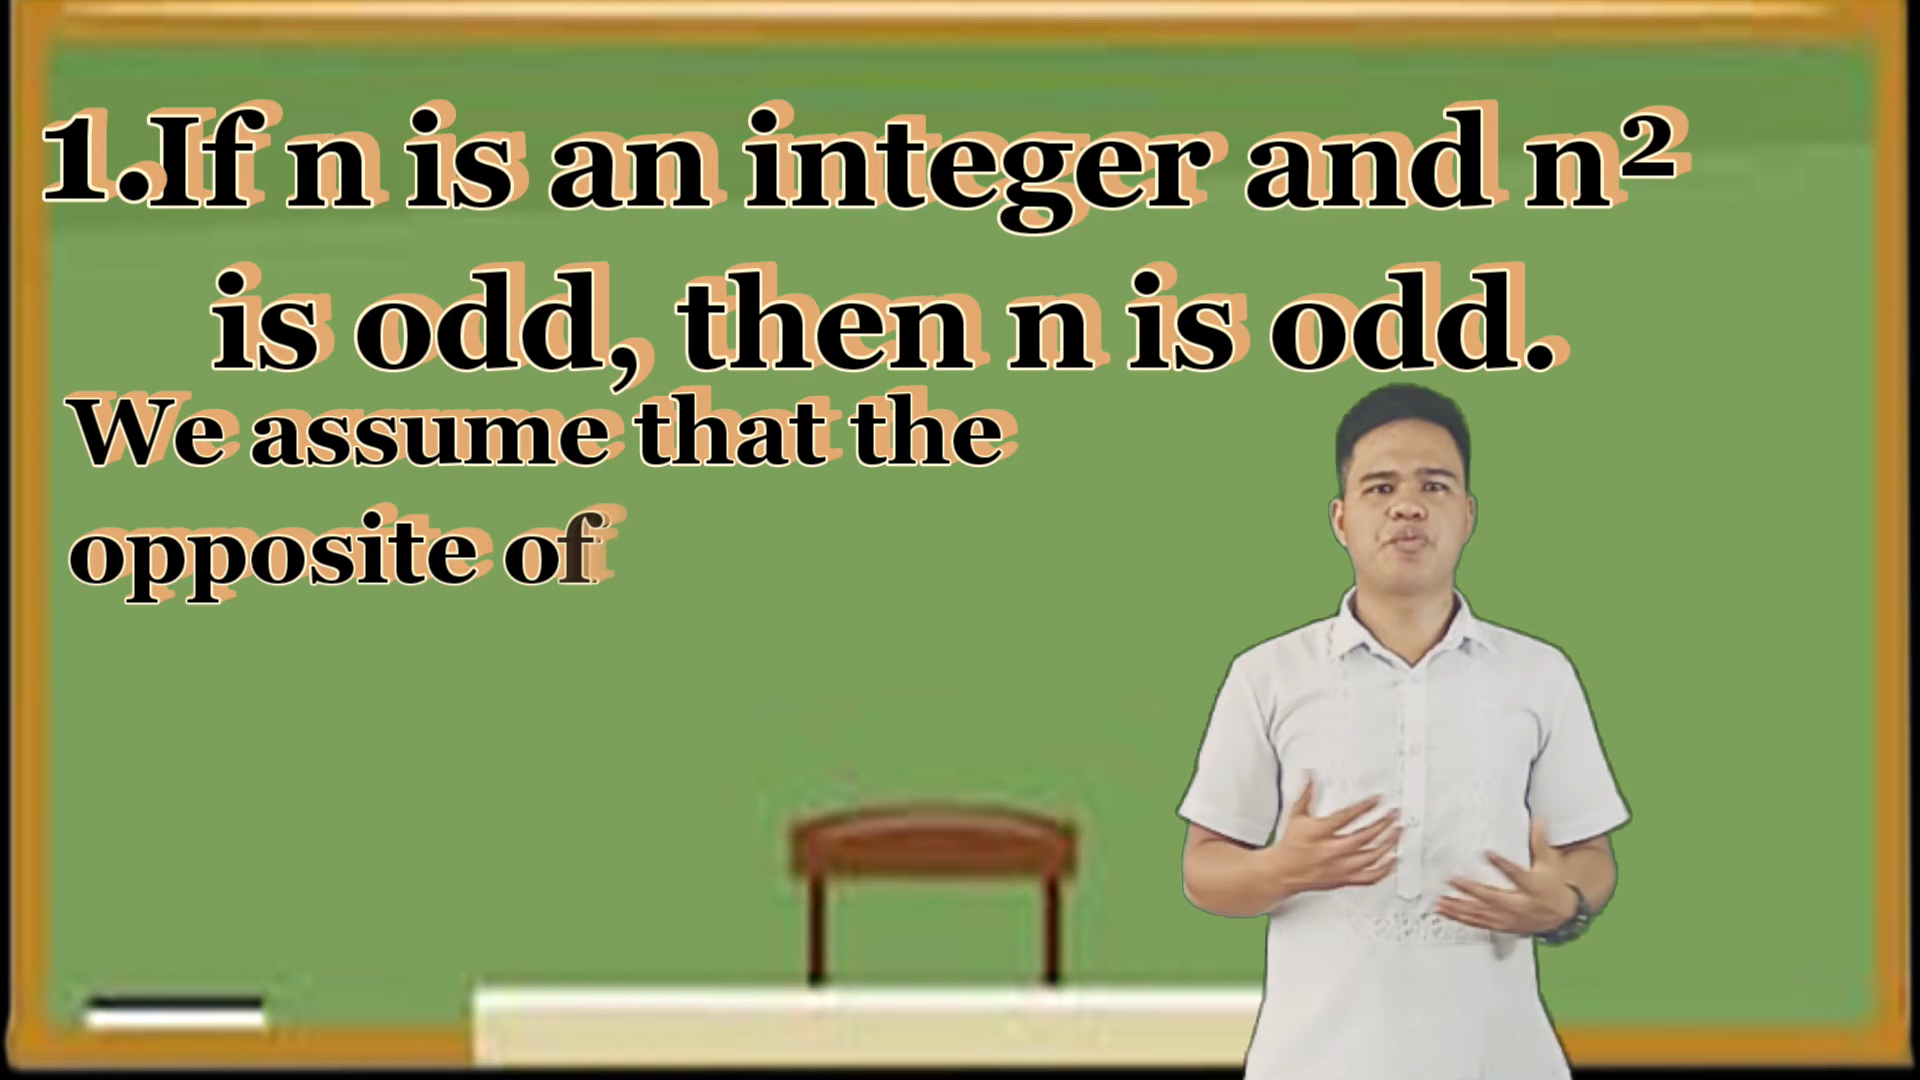 1.If n is an integer and n²
is odd, then n is odd.
We assume that the
opposite of